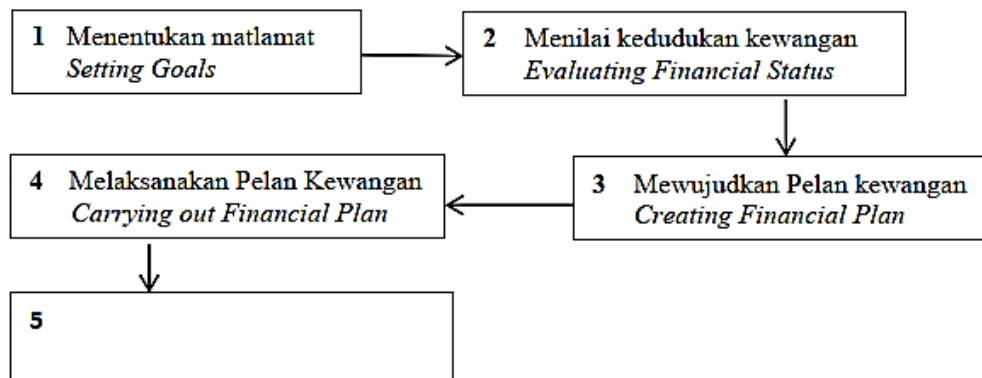 1 Menentukan matlamat
Setting Goals
2 Menilai kedudukan kewangan
Evaluating Financial Status
3 Mewujudkan Pelan kewangan
Creating Financial Plan
4 Melaksanakan Pelan Kewangan
Carrying out Financial Plan
5